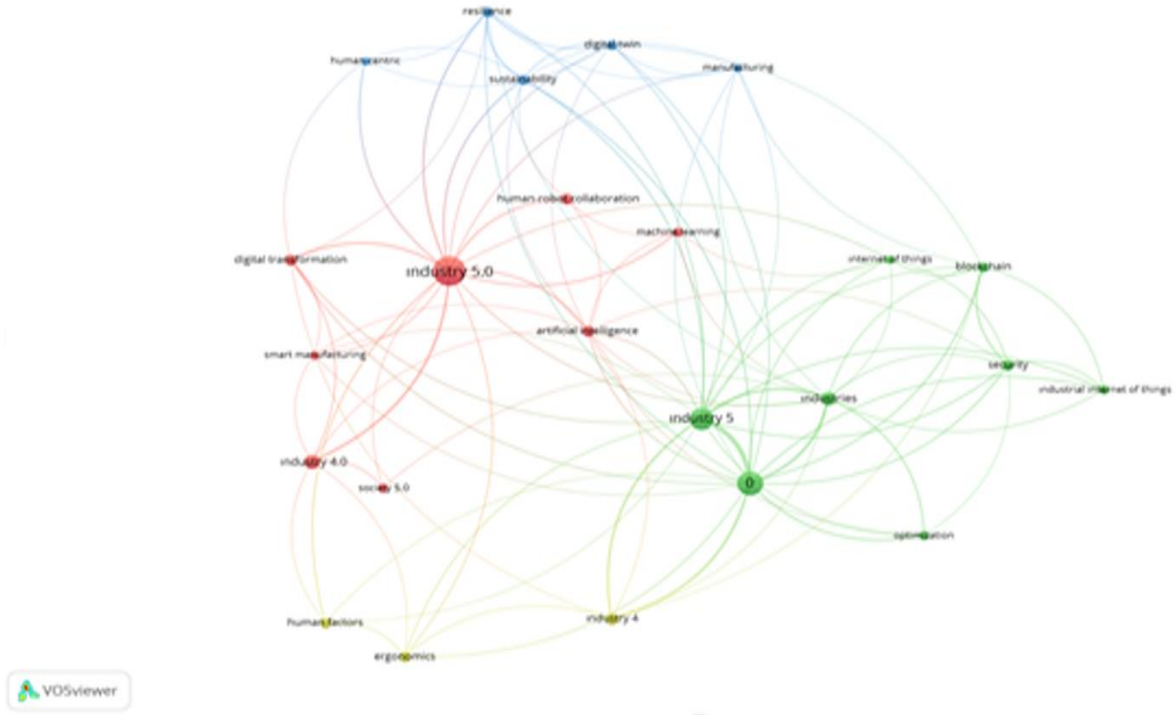 resilience
digital twin
human centric
manufacturing
sustainability
human robot collaboration
machine learning
digital transformation
internet of things
blockchain
industry 5.0
artificial intelligence
smart manufacturing
security
industrial internet of things
industries
industry 5
industry 4.0
0
society 5.0
optimization
human factors
industry 4
ergonomics
VOSviewer